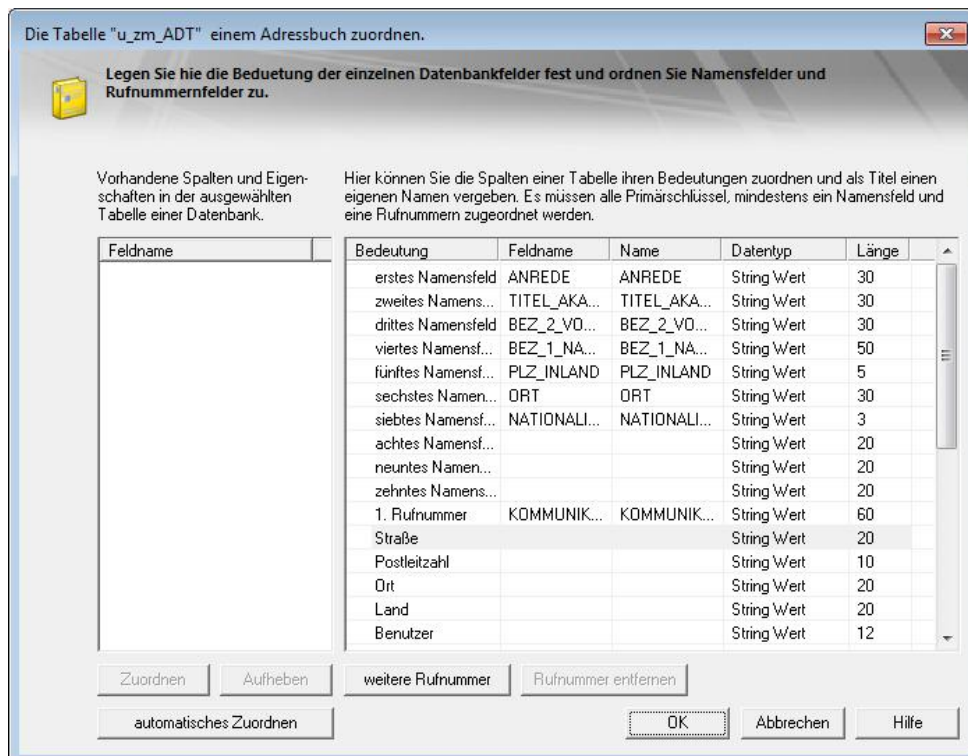 Die Tabelle "u_zm_ADT" einem Adressbuch zuordnen.
Legen Sie hie die Beduetung der einzelnen Datenbankfelder fest und ordnen Sie Namensfelder und
Rufnummernfelder zu.
Vorhandene Spalten und Eigen-
schaften in der ausgewählten
Tabelle einer Datenbank.
Hier können Sie die Spalten einer Tabelle ihren Bedeutungen zuordnen und als Titel einen
eigenen Namen vergeben. Es müssen alle Primärschlüssel, mindestens ein Namensfeld und
eine Rufnummern zugeordnet werden.
Feldname
Bedeutung Feldname Name Datentyp Länge
erstes Namensfeld ANREDE ANREDE String Wert 30
zweites Namens... TITEL_AKA... TITEL_AKA... String Wert 30
drittes Namensfeld BEZ_2_VO... BEZ_2_VO... String Wert 30
viertes Namensf... BEZ_1_NA... BEZ_1_NA... String Wert 50
fünftes Namensf... PLZ_INLAND PLZ_INLAND String Wert 5
sechstes Namen... ORT ORT String Wert 30
siebtes Namensf... NATIONALI... NATIONALI... String Wert 3
achtes Namensf... String Wert 20
neuntes Namen... String Wert 20
zehntes Namens... String Wert 20
1. Rufnummer KOMMUNIK... KOMMUNIK... String Wert 60
Straße String Wert 20
Postleitzahl String Wert 10
Ort String Wert 20
Land String Wert 20
Benutzer String Wert 12
Zuordnen Aufheben weitere Rufnummer Rufnummer entfernen
automatisches Zuordnen OK Abbrechen Hilfe